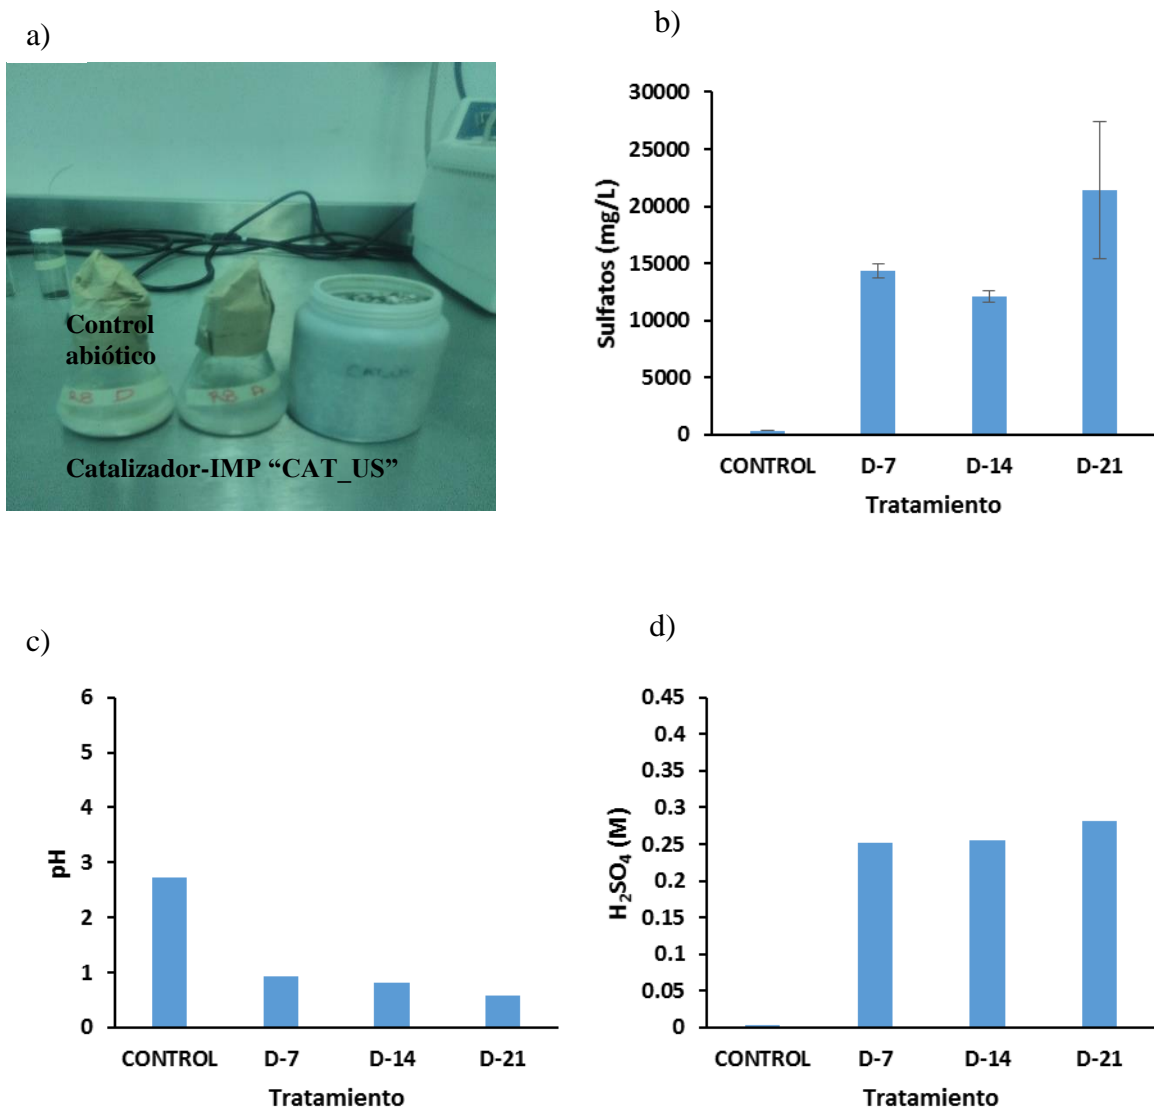 a)
Control
abiótico
R8 D
R8 A
Catalizador-IMP “CAT_US”
b)
30000
25000
20000
15000
10000
5000
0
Sulfatos (mg/L)
CONTROL D-7 D-14 D-21
Tratamiento
c)
6
5
4
3
2
1
0
pH
CONTROL D-7 D-14 D-21
Tratamiento
d)
0.45
0.4
0.35
0.3
0.25
0.2
0.15
0.1
0.05
0
H₂SO₄ (M)
CONTROL D-7 D-14 D-21
Tratamiento